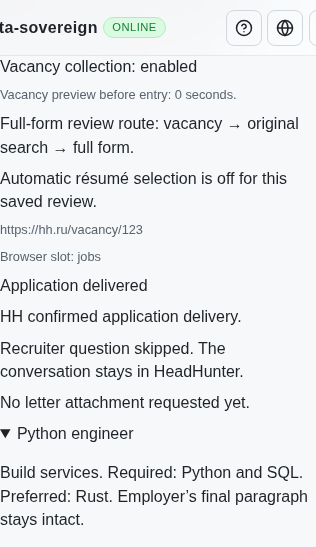 ta-sovereign ONLINE
Vacancy collection: enabled
Vacancy preview before entry: 0 seconds.
Full-form review route: vacancy → original
search → full form.
Automatic résumé selection is off for this
saved review.
https://hh.ru/vacancy/123
Browser slot: jobs
Application delivered
HH confirmed application delivery.
Recruiter question skipped. The
conversation stays in HeadHunter.
No letter attachment requested yet.
▼ Python engineer
Build services. Required: Python and SQL.
Preferred: Rust. Employer’s final paragraph
stays intact.